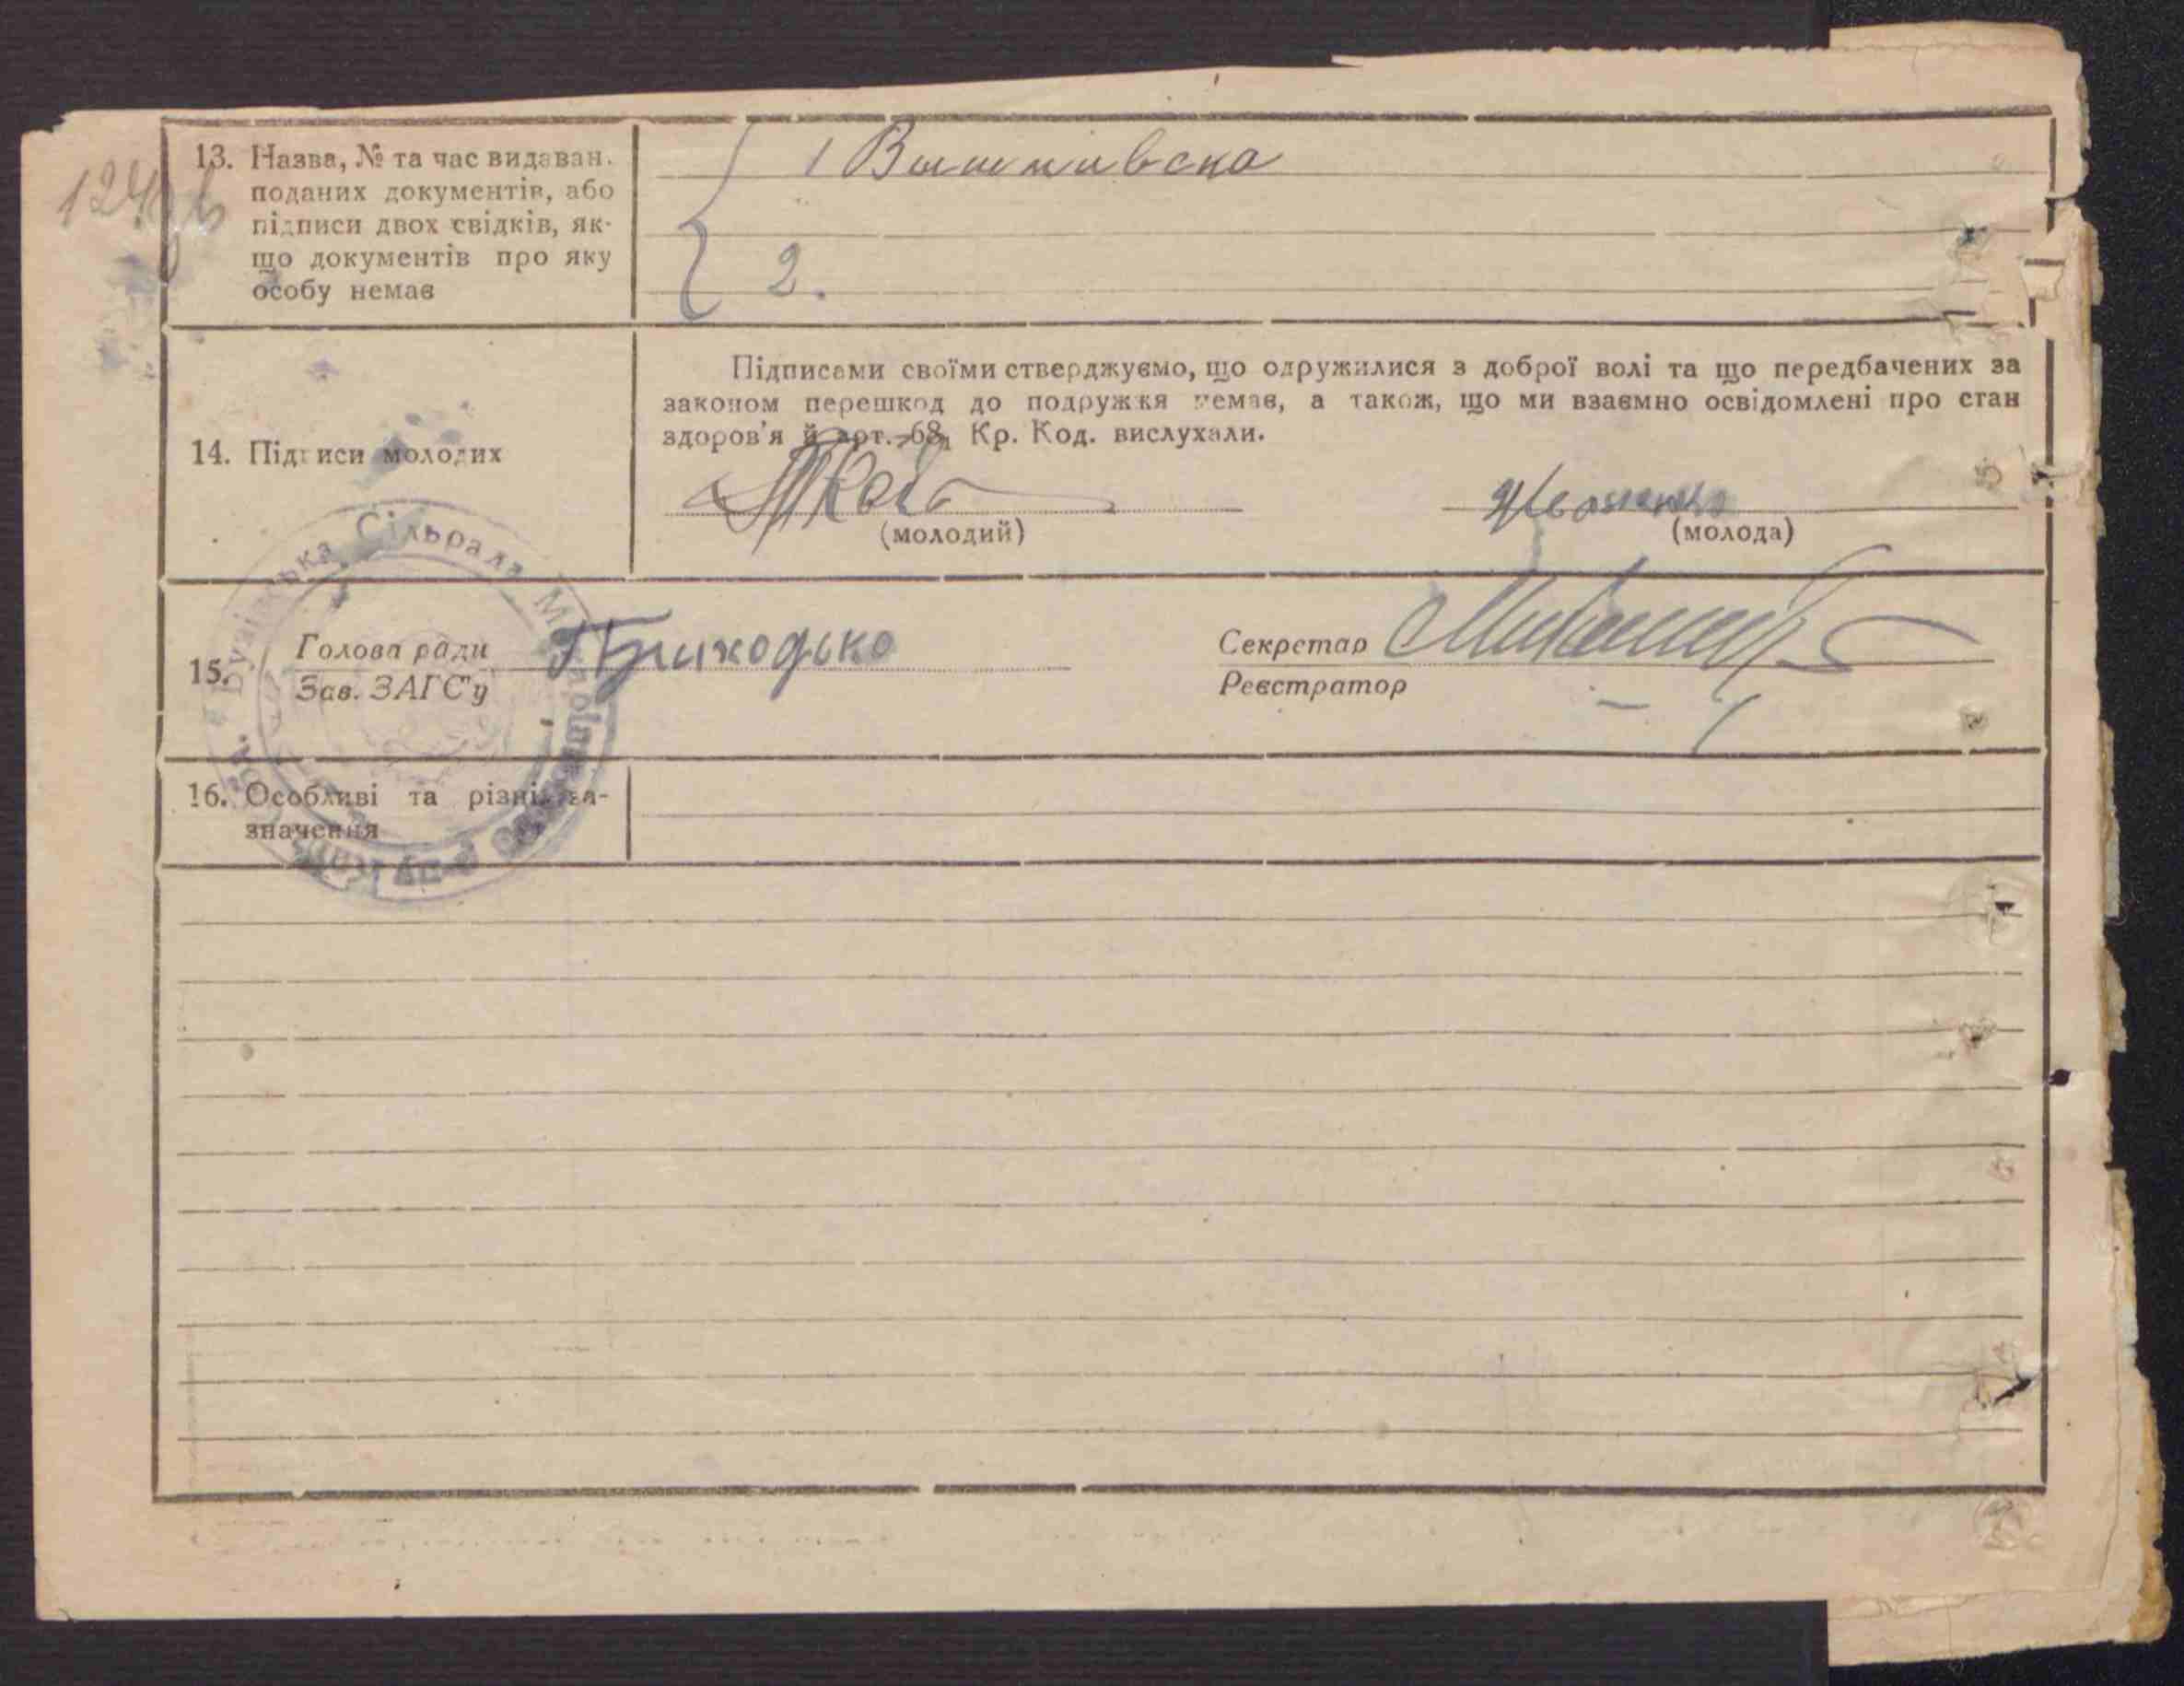 13. Назва, № та час видаван.
поданих документів, або
підписи двох свідків, як-
що документів про яку
особу немає
1 Вишнивска
2.
14. Підписи молодих
Підписами своїми стверджуємо, що одружилися з доброї волі та що передбачених за
законом перешкод до подружжя немає, а також, що ми взаємно освідомлені про стан
здоров'я й арт. 68, Кр. Код. вислухали.
(молодий)
(молода)
Сільрада
15. Голова ради
Зав. ЗАГС'у
Приходько
Секретар
Реєстратор
16. Особливі та різні за-
значення